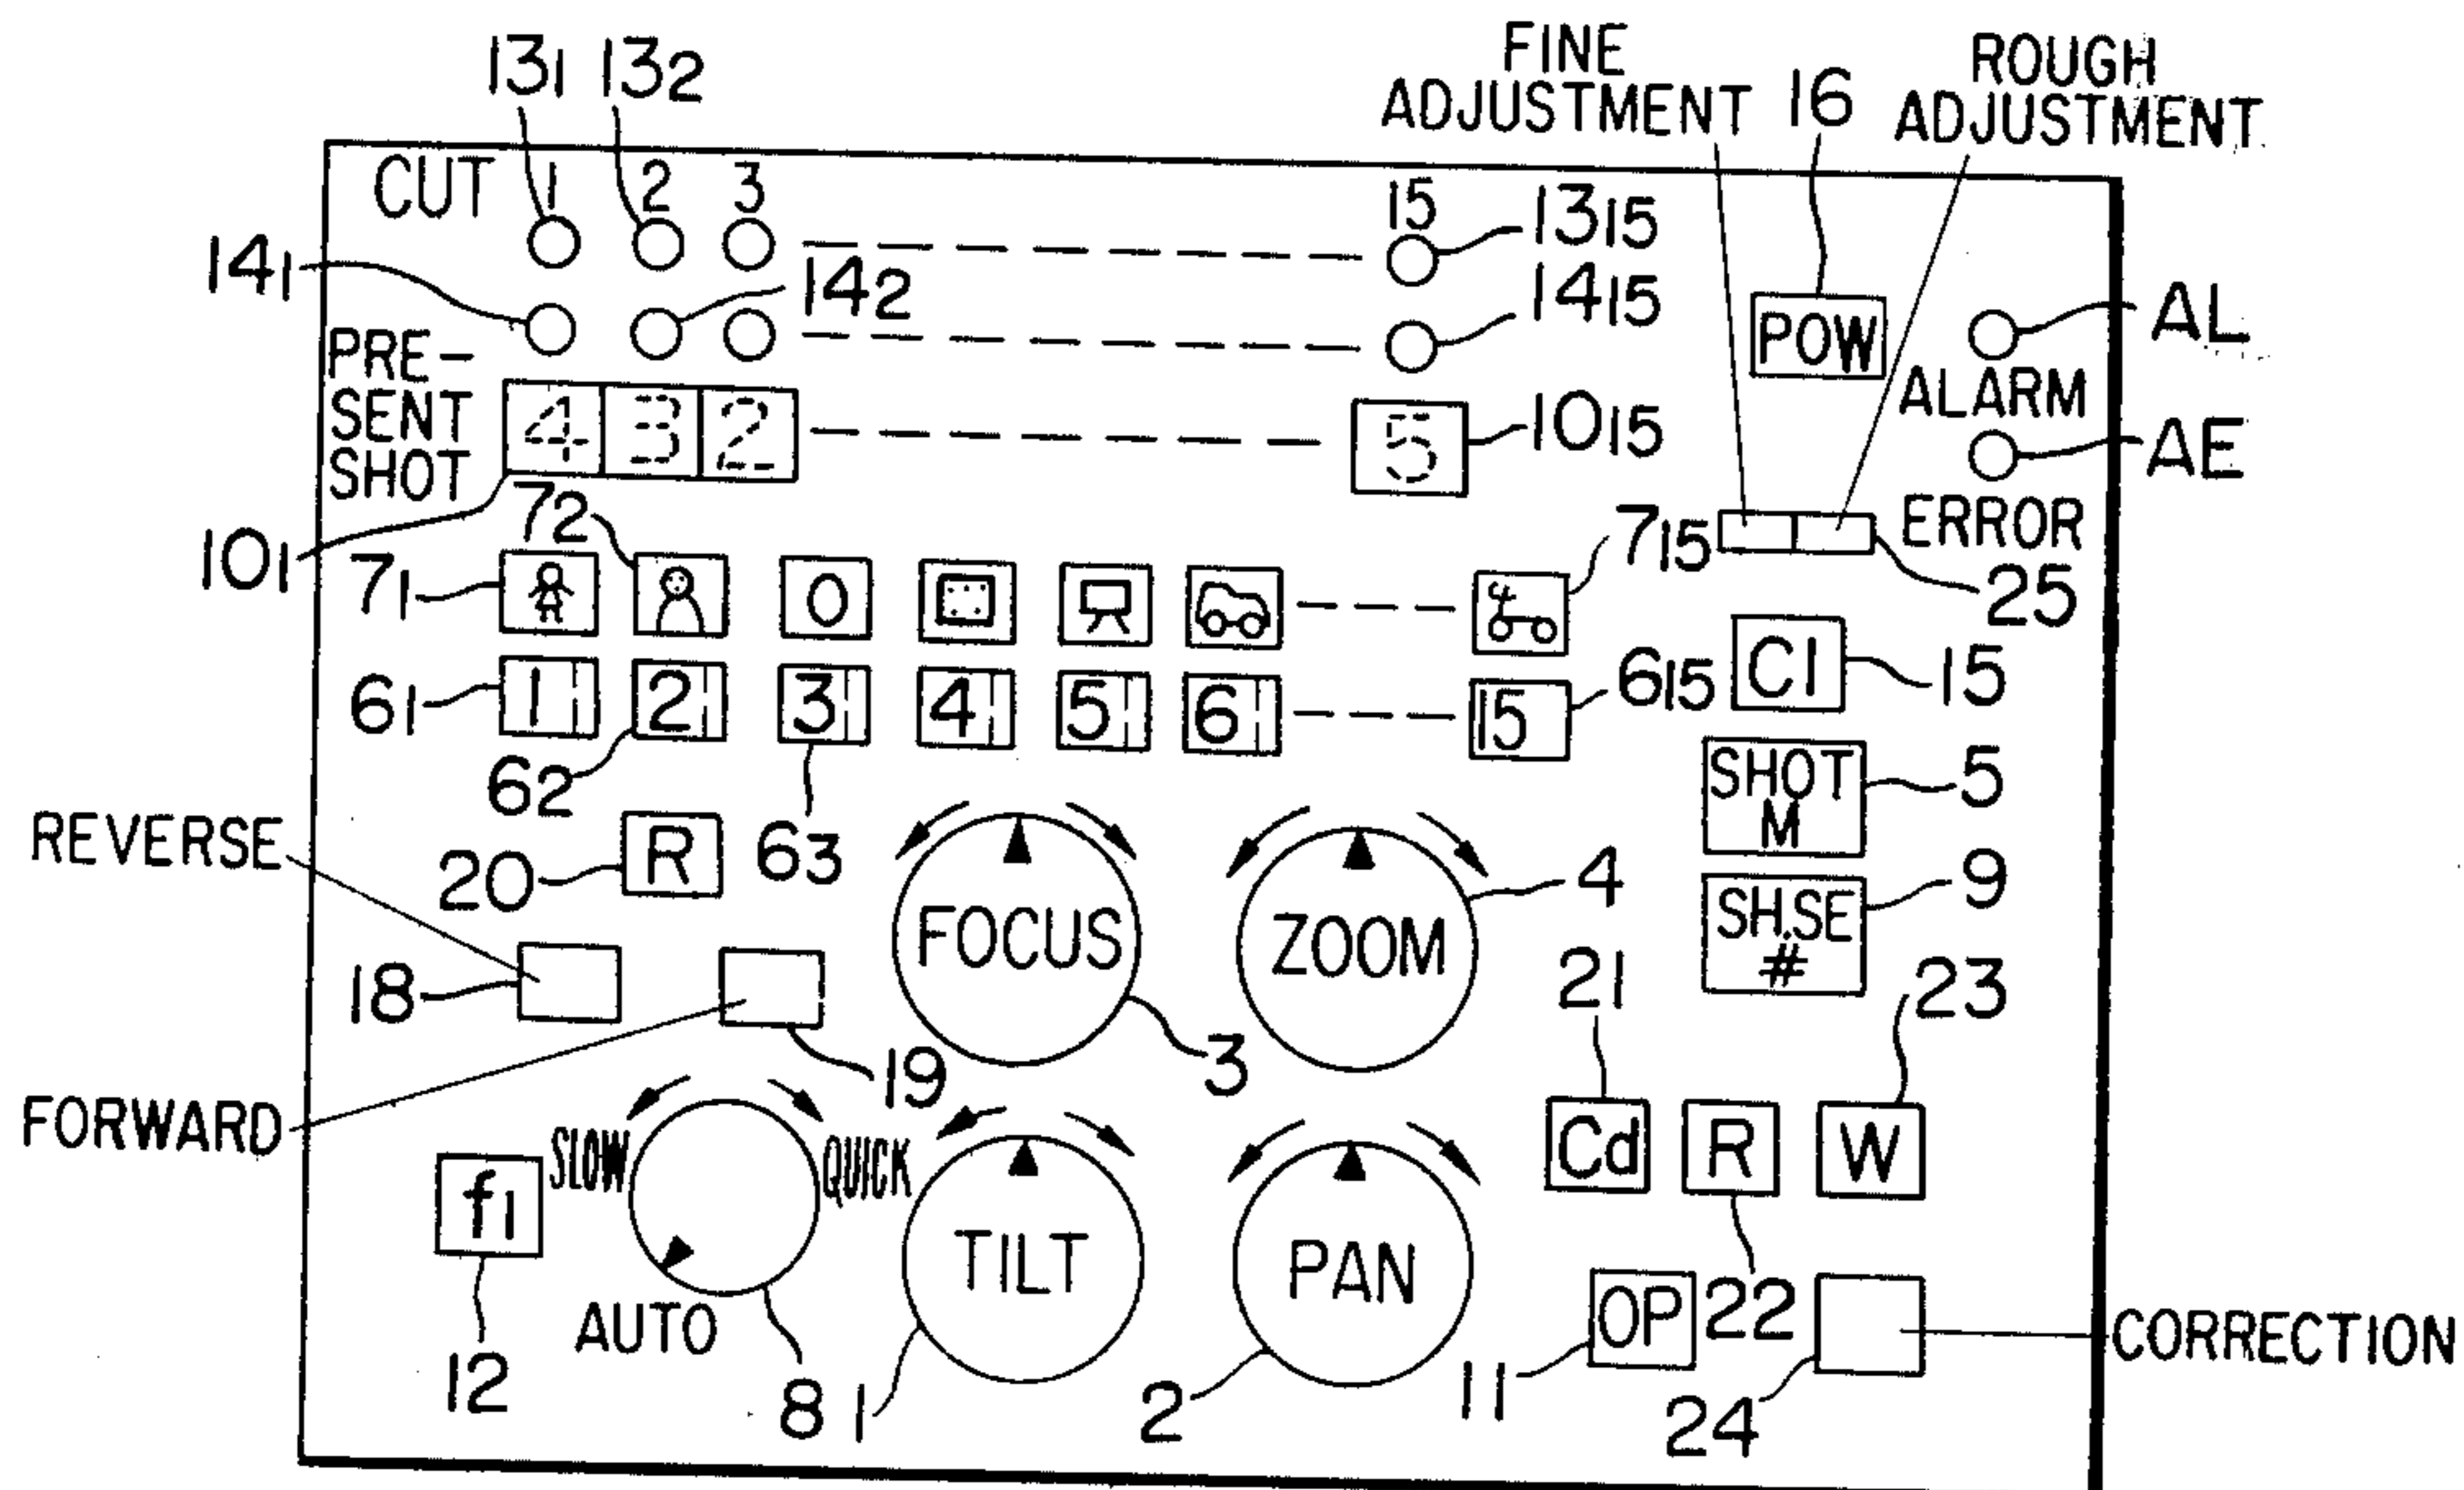 FINE
ADJUSTMENT
ROUGH
ADJUSTMENT
16
13₁ 13₂
CUT 1 2 3 15
13₁₅
14₁
14₂
14₁₅
POW
AL
ALARM
AE
PRE-
SENT
SHOT
4 3 2 5
10₁₅
10₁
7₁
7₂
0
7₁₅
ERROR
25
6₁
1 2 3 4 5 6 15
6₁₅
C1
15
6₂
6₃
SHOT
M
5
REVERSE
20
R
FOCUS
ZOOM
4
SH.SE
#
9
18
19
3
21
23
FORWARD
SLOW
QUICK
AUTO
f1
12
8
TILT
1
PAN
2
Cd
R
W
22
OP
11
24
CORRECTION